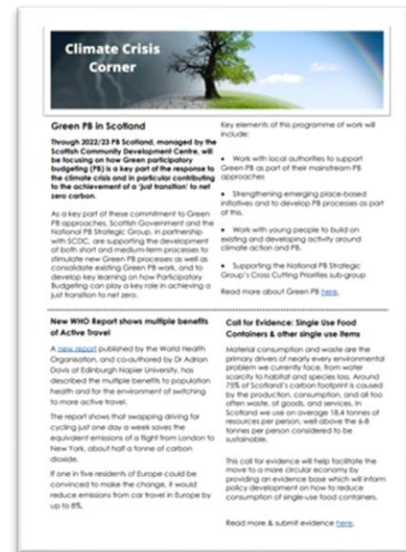 Climate Crisis
Corner
Green PB in Scotland
Through 2022/23 PB Scotland, managed by the
Scottish Community Development Centre, will
be focusing on how Green participatory
budgeting (PB) is a key part of the response to
the climate crisis and in particular contributing
to the achievement of a 'just transition' to net
zero carbon.
As a key part of these commitment to Green
PB approaches, Scottish Government and the
National PB Strategic Group, in partnership
with SCDC, are supporting the development
of both short and medium-term processes to
stimulate new Green PB processes as well as
consolidate existing Green PB work, and to
develop key learning on how Participatory
Budgeting can play a key role in achieving a
just transition to net zero.
Key elements of this programme of work will
include:
• Work with local authorities to support
Green PB as part of their mainstream PB
approaches
• Strengthening emerging place-based
initiatives and to develop PB processes as part
of this.
• Work with young people to build on
existing and developing activity around
climate action and PB.
• Supporting the National PB Strategic
Group's Cross Cutting Priorities sub-group
Read more about Green PB here.
New WHO Report shows multiple benefits
of Active Travel
A new report published by the World Health
Organisation, and co-authored by Dr Adrian
Davis of Edinburgh Napier University, has
described the multiple benefits to population
health and for the environment of switching
to more active travel.
The report shows that swapping driving for
cycling just one day a week saves the
equivalent emissions of a flight from London to
New York, about half a tonne of carbon
dioxide.
If one in five residents of Europe could be
convinced to make the change, it would
reduce emissions from car travel in Europe by
up to 8%.
Call for Evidence: Single Use Food
Containers & other single use items
Material consumption and waste are the
primary drivers of nearly every environmental
problem we currently face, from water
scarcity to habitat and species loss. Around
75% of Scotland's carbon footprint is caused
by the production, consumption, and all too
often waste, of goods, and services. In
Scotland we use on average 18.4 tonnes of
resources per person, well above the 6-8
tonnes per person considered to be
sustainable.
This call for evidence will help facilitate the
move to a more circular economy by
providing an evidence base which will inform
policy development on how to reduce
consumption of single-use food containers.
Read more & submit evidence here.